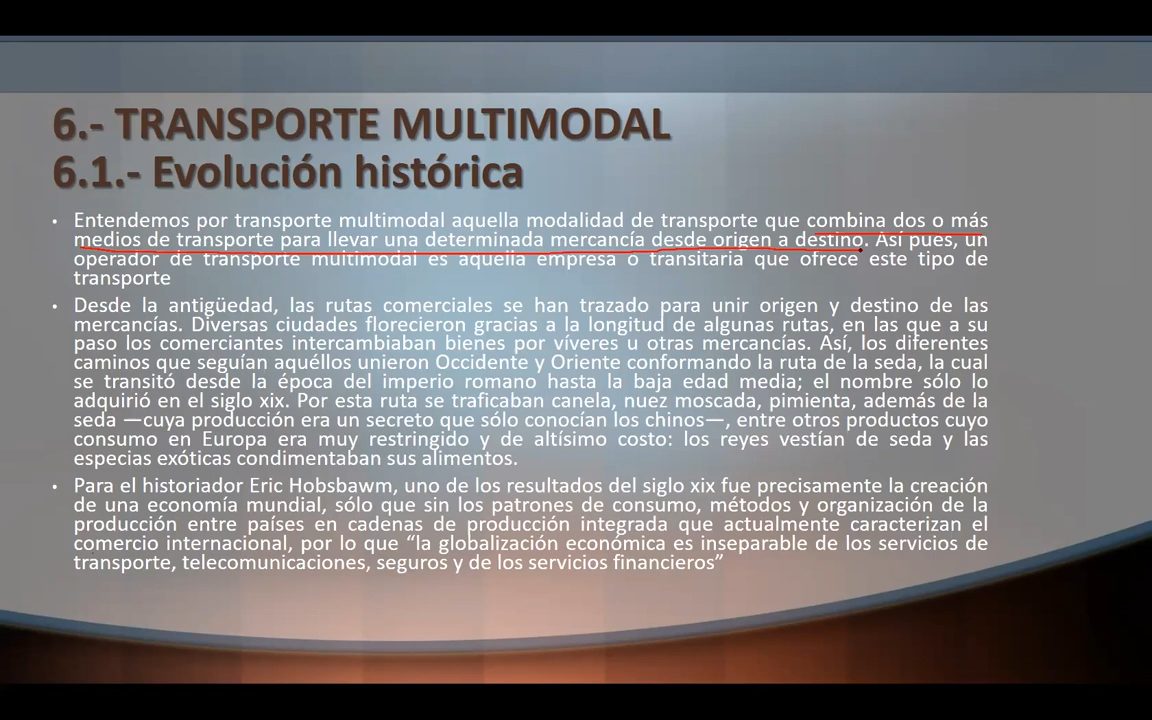 6.- TRANSPORTE MULTIMODAL
6.1.- Evolución histórica
• Entendemos por transporte multimodal aquella modalidad de transporte que combina dos o más
medios de transporte para llevar una determinada mercancía desde origen a destino. Así pues, un
operador de transporte multimodal es aquella empresa o transitaria que ofrece este tipo de
transporte
• Desde la antigüedad, las rutas comerciales se han trazado para unir origen y destino de las
mercancías. Diversas ciudades florecieron gracias a la longitud de algunas rutas, en las que a su
paso los comerciantes intercambiaban bienes por víveres u otras mercancías. Así, los diferentes
caminos que seguían aquéllos unieron Occidente y Oriente conformando la ruta de la seda, la cual
se transitó desde la época del imperio romano hasta la baja edad media; el nombre sólo lo
adquirió en el siglo xix. Por esta ruta se traficaban canela, nuez moscada, pimienta, además de la
seda —cuya producción era un secreto que sólo conocían los chinos—, entre otros productos cuyo
consumo en Europa era muy restringido y de altísimo costo: los reyes vestían de seda y las
especias exóticas condimentaban sus alimentos.
• Para el historiador Eric Hobsbawm, uno de los resultados del siglo xix fue precisamente la creación
de una economía mundial, sólo que sin los patrones de consumo, métodos y organización de la
producción entre países en cadenas de producción integrada que actualmente caracterizan el
comercio internacional, por lo que “la globalización económica es inseparable de los servicios de
transporte, telecomunicaciones, seguros y de los servicios financieros”